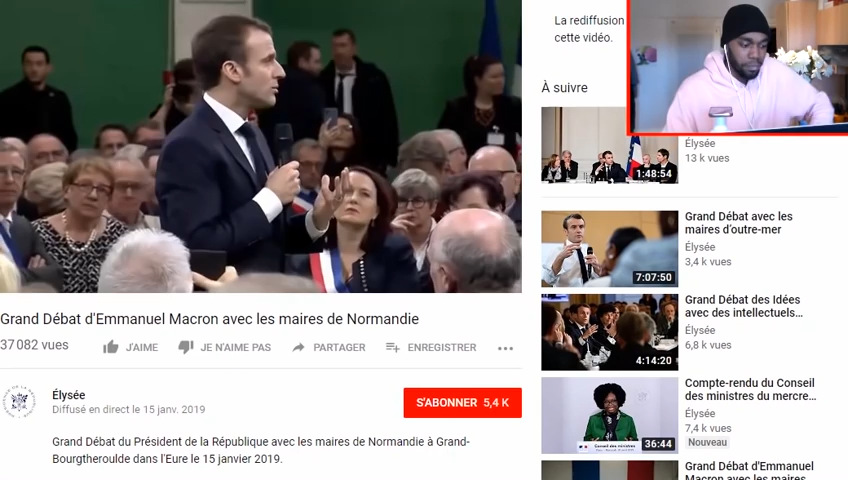 La rediffusion
cette vidéo.
À suivre
Élysée
13 k vues
1:48:54
Grand Débat avec les
maires d'outre-mer
Élysée
3,4 k vues
7:07:50
Grand Débat des Idées
avec des intellectuels...
Élysée
6,8 k vues
4:14:20
Compte-rendu du Conseil
des ministres du mercre...
Élysée
7,4 k vues
Nouveau
Conseil des ministres
36:44
Grand Débat d'Emmanuel
Macron avec les maires
Grand Débat d'Emmanuel Macron avec les maires de Normandie
37 082 vues
J'AIME
JE N'AIME PAS
PARTAGER
ENREGISTRER
Élysée
Diffusé en direct le 15 janv. 2019
S'ABONNER 5,4 K
Grand Débat du Président de la République avec les maires de Normandie à Grand-
Bourgtheroulde dans l'Eure le 15 janvier 2019.